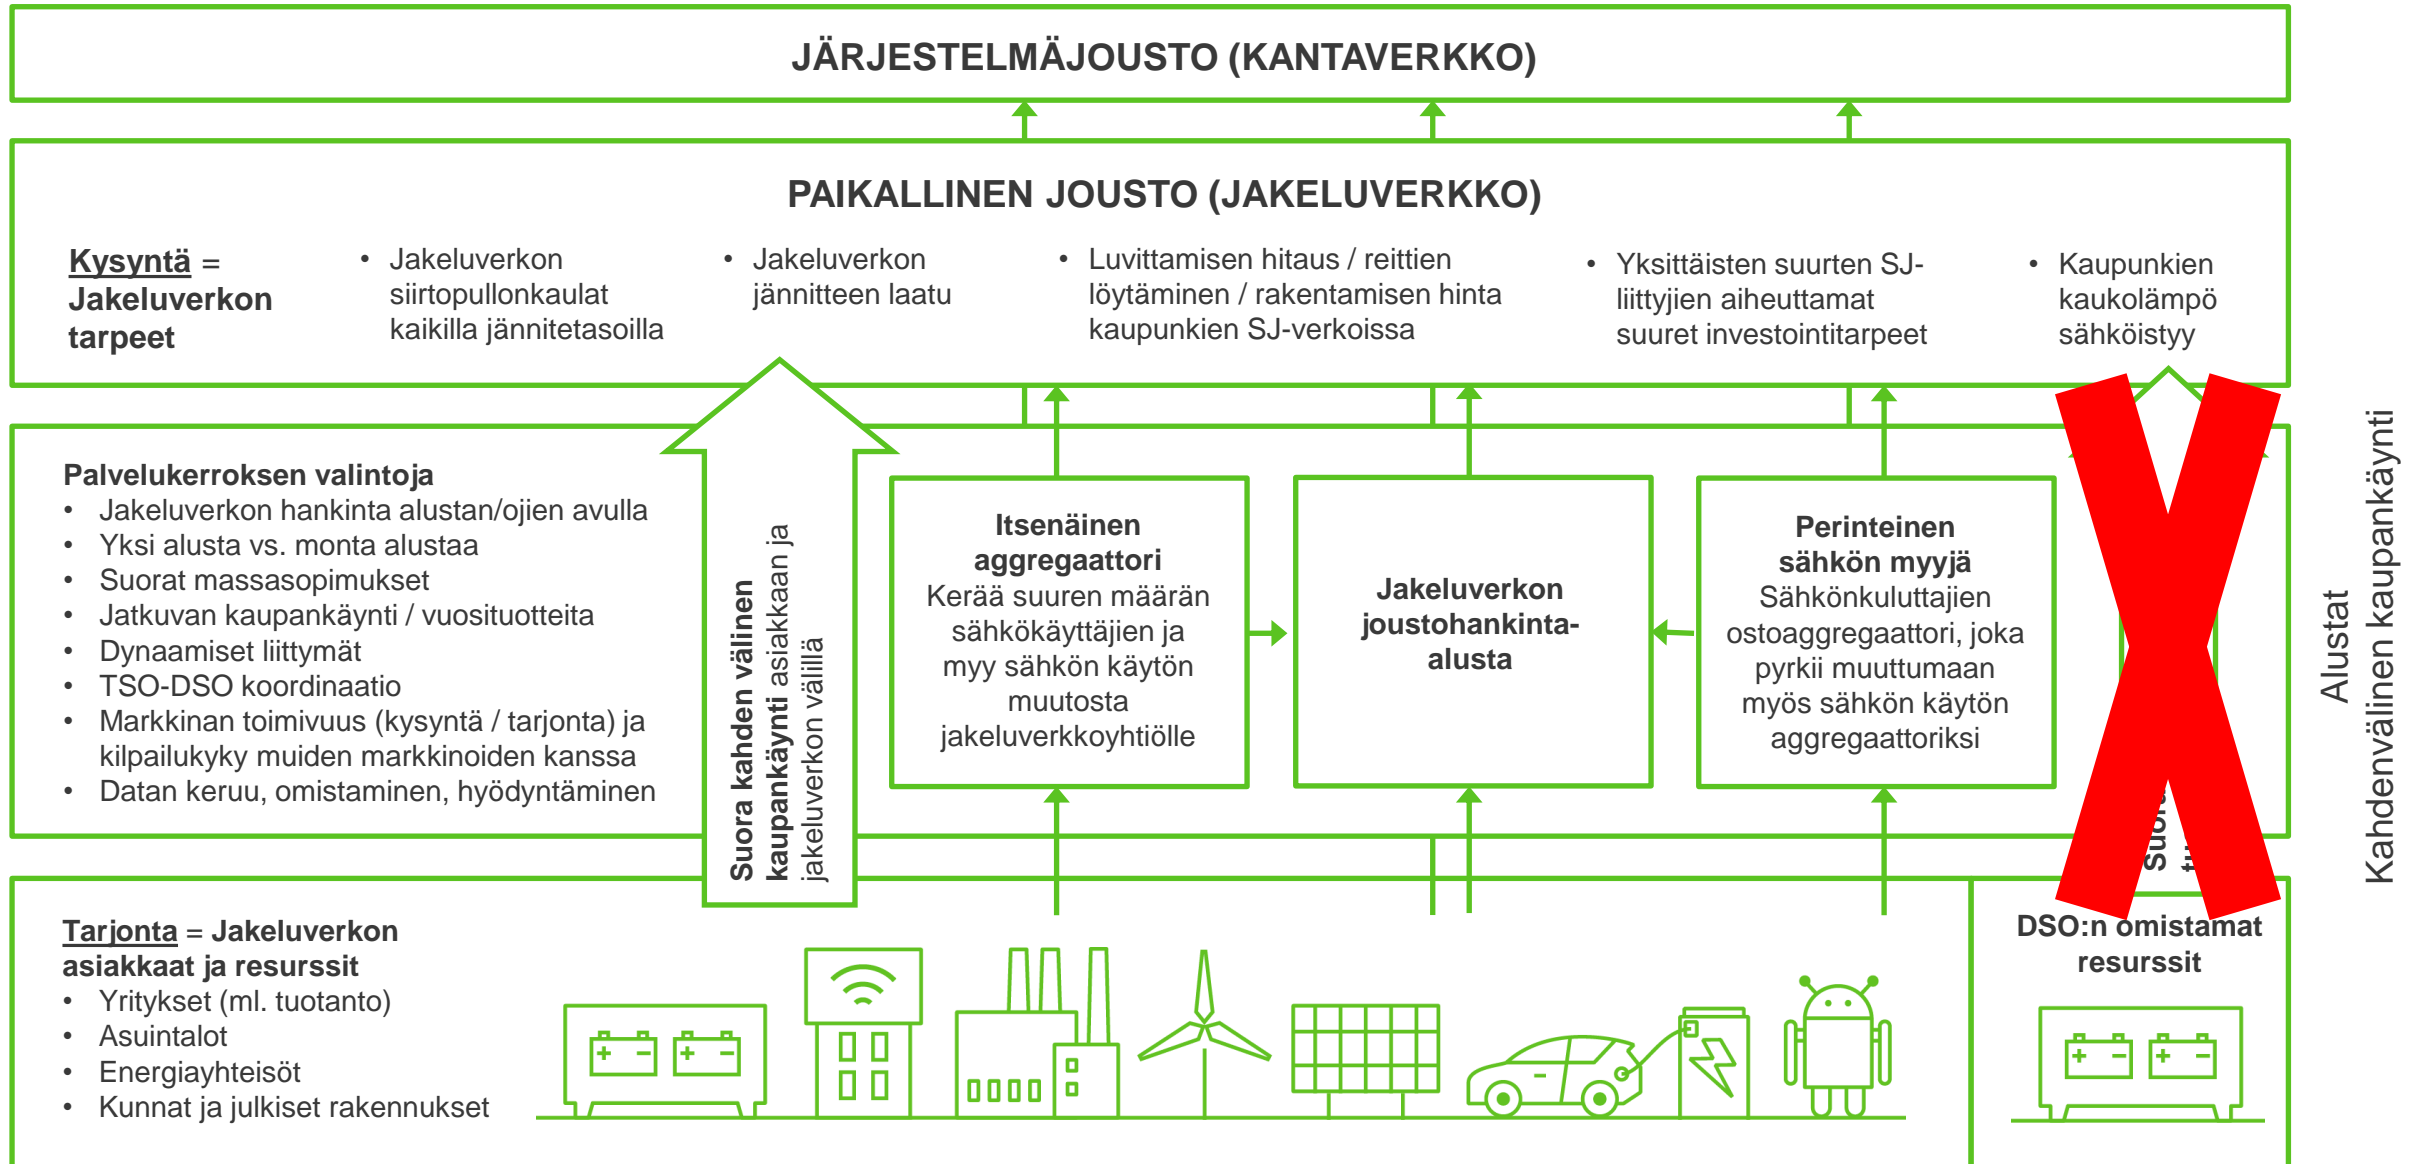 JÄRJESTELMÄJOUSTO (KANTAVERKKO)
PAIKALLINEN JOUSTO (JAKELUVERKKO)
Kysyntä =
Jakeluverkon
tarpeet
• Jakeluverkon
siirtopullonkaulat
kaikilla jännitetasoilla
• Jakeluverkon
jännitteen laatu
• Luvittamisen hitaus / reittien
löytäminen / rakentamisen hinta
kaupunkien SJ-verkoissa
• Yksittäisten suurten SJ-
liittyjien aiheuttamat
suuret investointitarpeet
• Kaupunkien
kaukolämpö
sähköistyy
Palvelukerroksen valintoja
• Jakeluverkon hankinta alustan/ojien avulla
• Yksi alusta vs. monta alustaa
• Suorat massasopimukset
• Jatkuvan kaupankäynti / vuosituotteita
• Dynaamiset liittymät
• TSO-DSO koordinaatio
• Markkinan toimivuus (kysyntä / tarjonta) ja
kilpailukyky muiden markkinoiden kanssa
• Datan keruu, omistaminen, hyödyntäminen
Suora kahden välinen
kaupankäynti asiakkaan ja
jakeluverkon välillä
Itsenäinen
aggregaattori
Kerää suuren määrän
sähkökäyttäjien ja
myy sähkön käytön
muutosta
jakeluverkkoyhtiölle
Jakeluverkon
joustohankinta-
alusta
Perinteinen
sähkön myyjä
Sähkönkuluttajien
ostoaggregaattori, joka
pyrkii muuttumaan
myös sähkön käytön
aggregaattoriksi
Alustat
Kahdenvälinen kaupankäynti
Tarjonta = Jakeluverkon
asiakkaat ja resurssit
• Yritykset (ml. tuotanto)
• Asuintalot
• Energiayhteisöt
• Kunnat ja julkiset rakennukset
DSO:n omistamat
resurssit